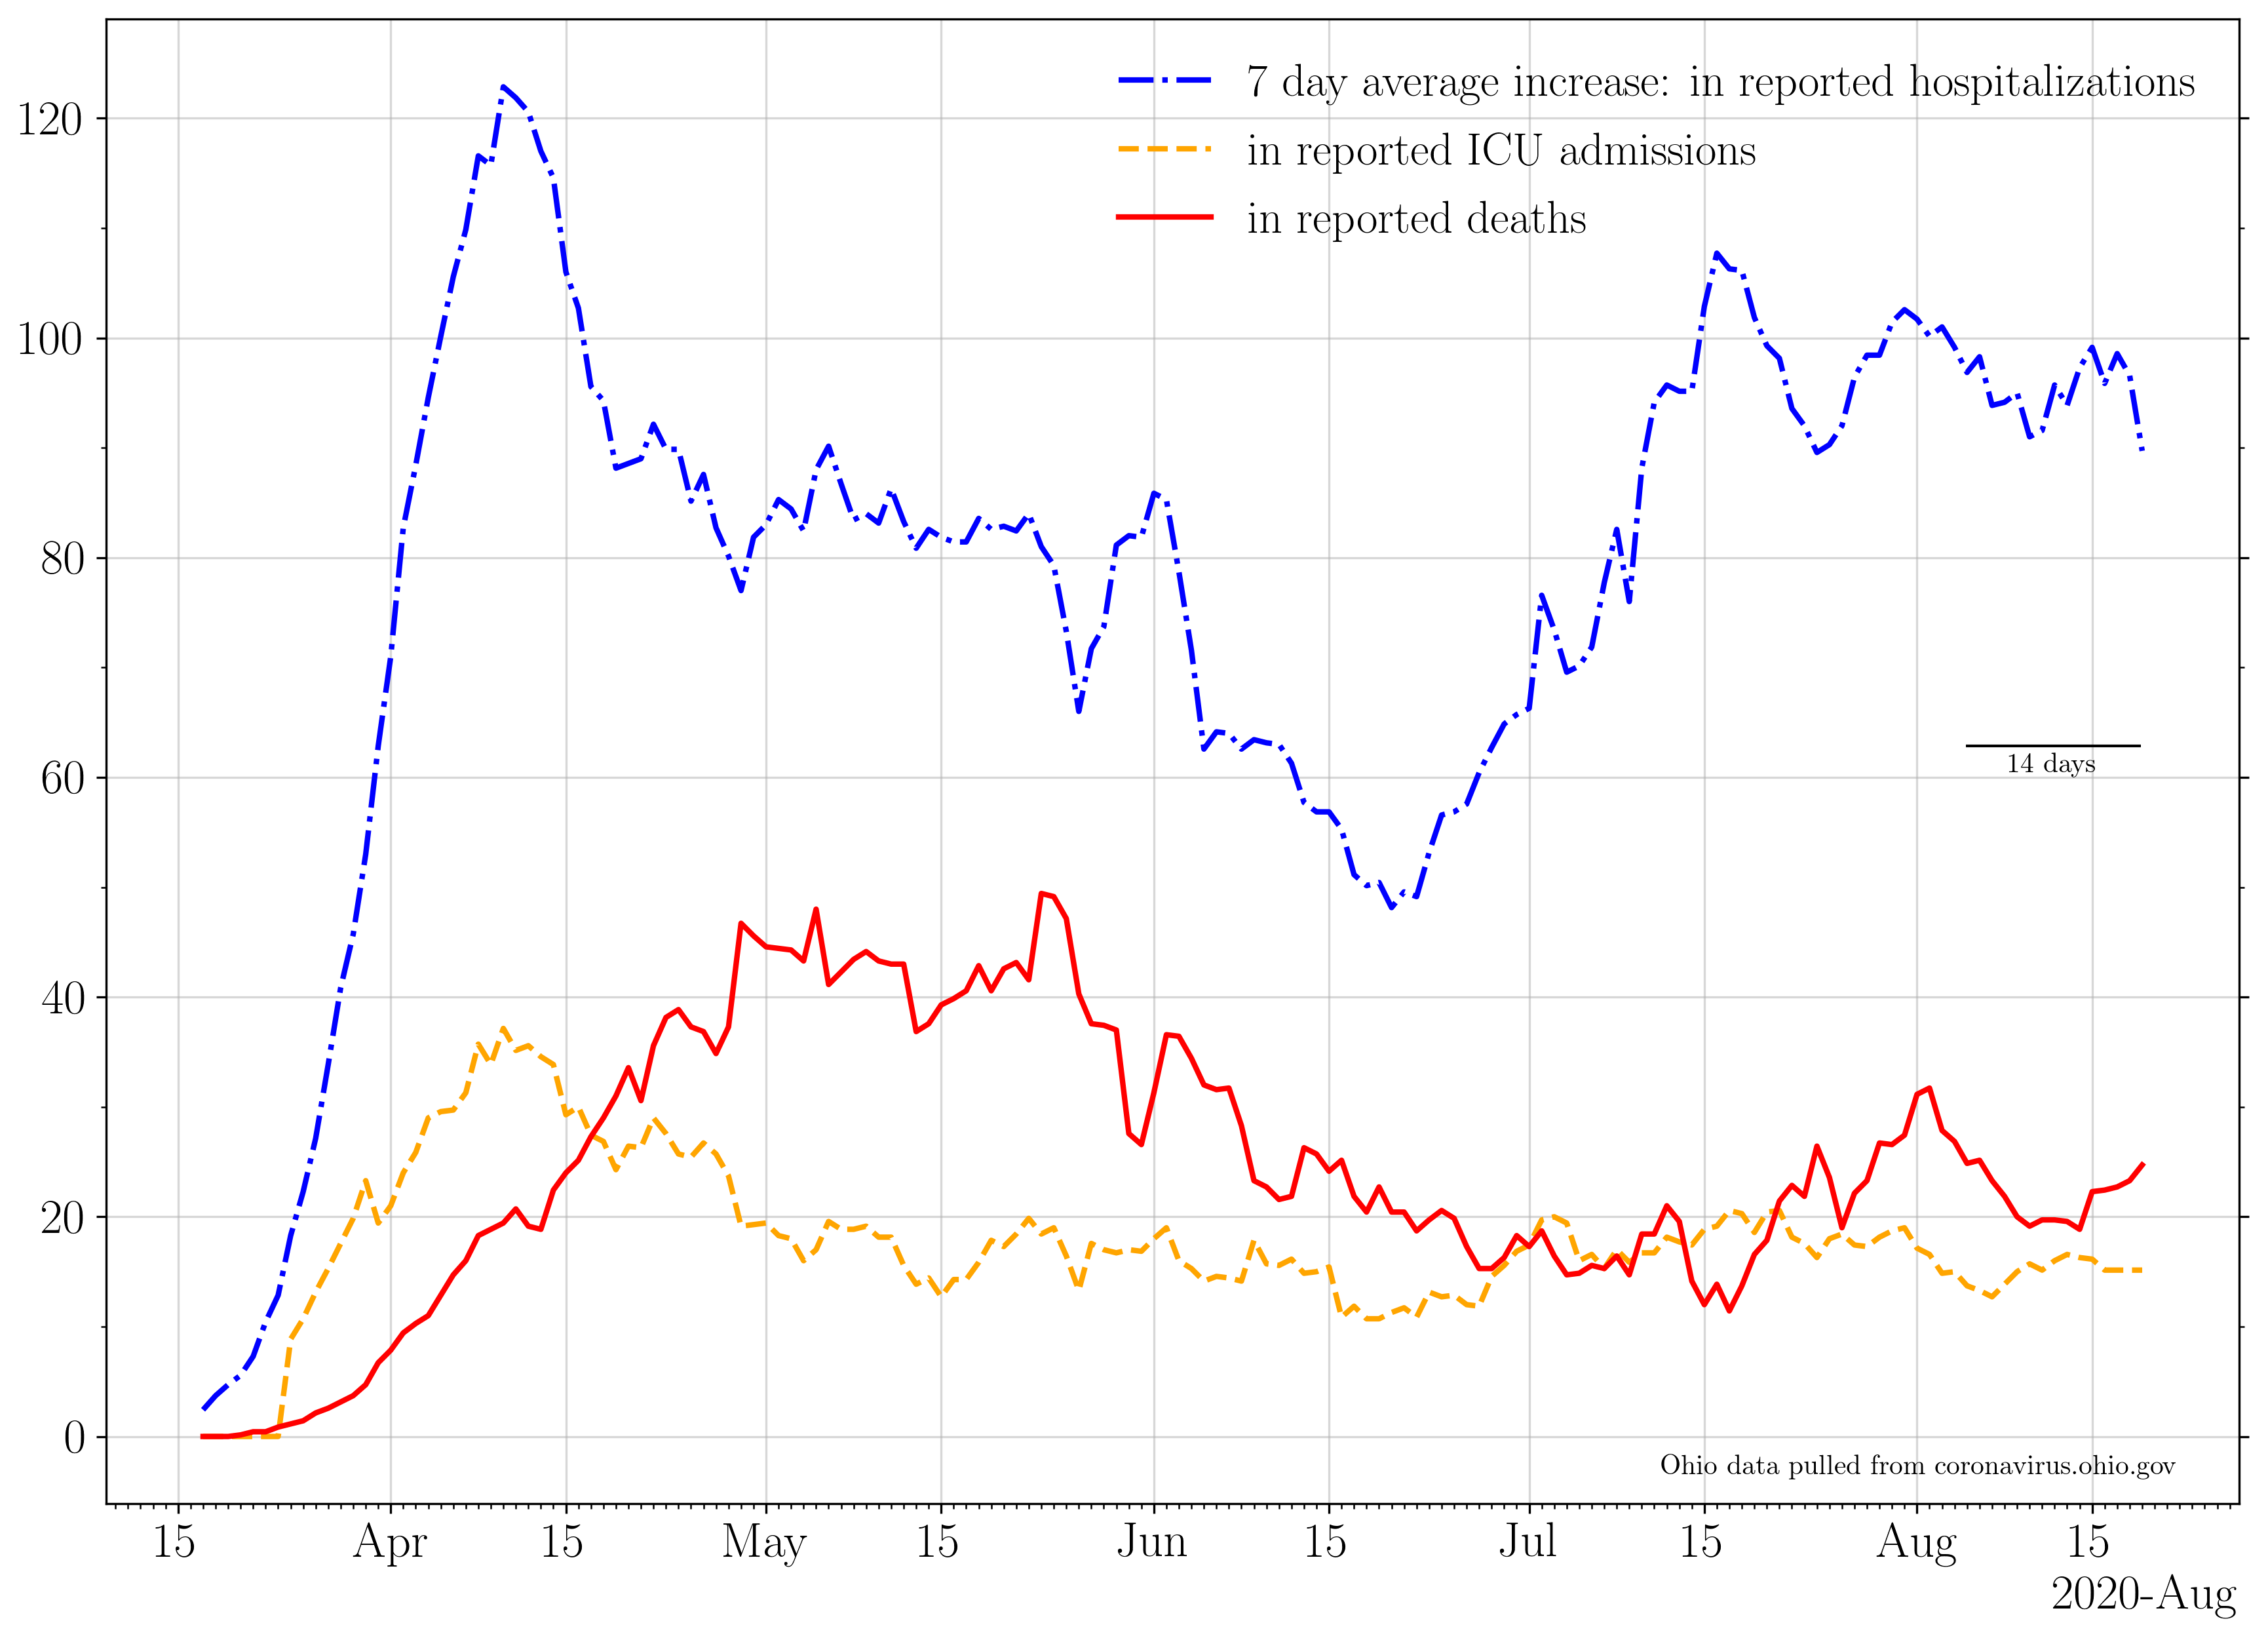 7 day average increase: in reported hospitalizations
in reported ICU admissions
in reported deaths
120
100
80
60
40
20
0
14 days
Ohio data pulled from coronavirus.ohio.gov
15 Apr 15 May 15 Jun 15 Jul 15 Aug 15
2020-Aug